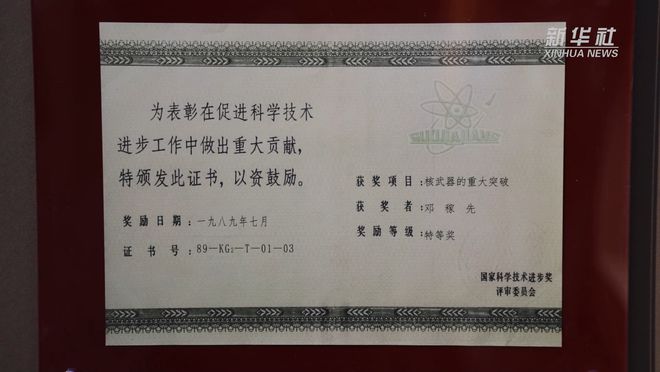 新华社
XINHUA NEWS
为表彰在促进科学技术
进步工作中做出重大贡献，
特颁发此证书，以资鼓励。
奖励日期：一九八九年七月
证书号：89—KG₂—T—01—03
GUOJIAJIANG
获奖项目：核武器的重大突破
获奖者：邓稼先
奖励等级：特等奖
国家科学技术进步奖
评审委员会